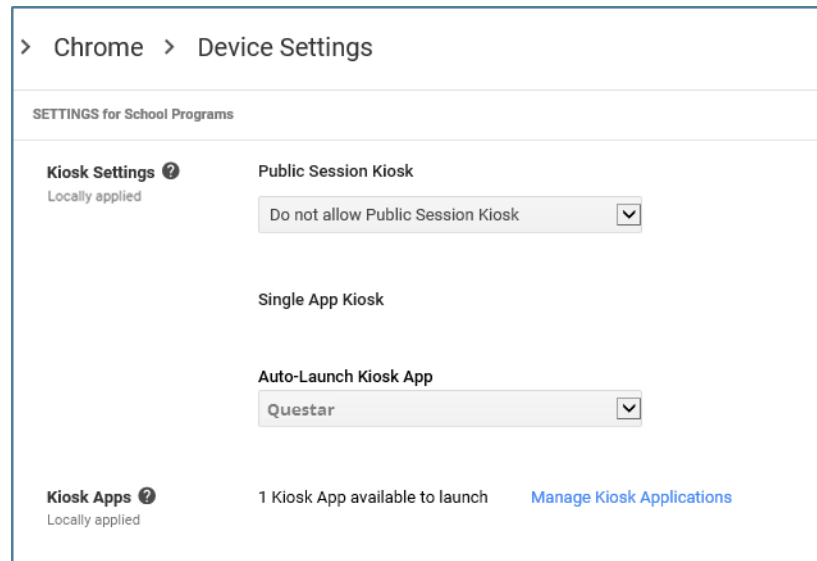 > Chrome > Device Settings
SETTINGS for School Programs
Kiosk Settings ?
Public Session Kiosk
Locally applied
Do not allow Public Session Kiosk
Single App Kiosk
Auto-Launch Kiosk App
Questar
Kiosk Apps ?
1 Kiosk App available to launch
Manage Kiosk Applications
Locally applied